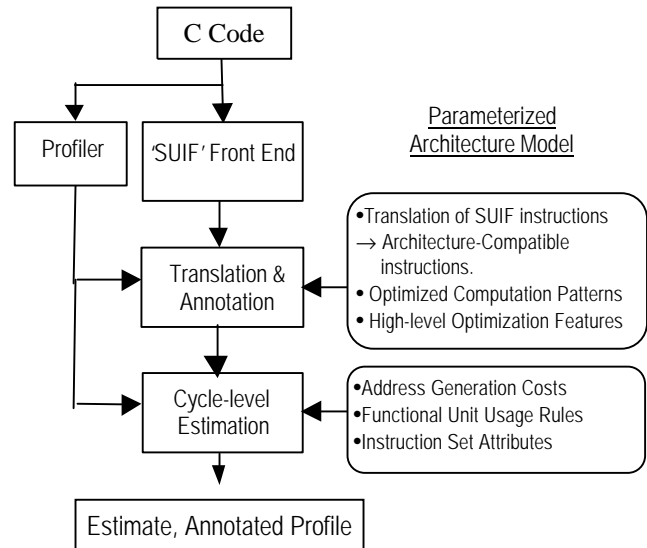 C Code
Profiler
'SUIF' Front End
Parameterized
Architecture Model
•Translation of SUIF instructions
→ Architecture-Compatible
instructions.
• Optimized Computation Patterns
• High-level Optimization Features
Translation &
Annotation
•Address Generation Costs
•Functional Unit Usage Rules
•Instruction Set Attributes
Cycle-level
Estimation
Estimate, Annotated Profile